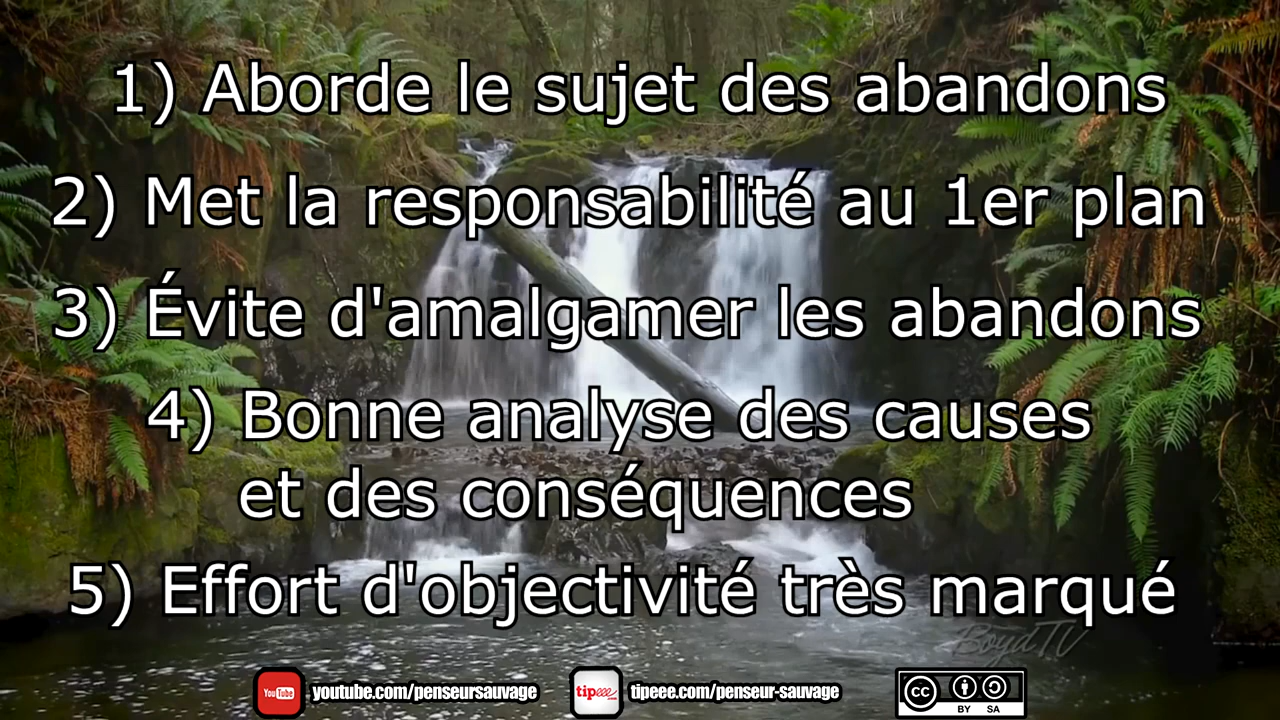 1) Aborde le sujet des abandons
2) Met la responsabilité au 1er plan
3) Évite d'amalgamer les abandons
4) Bonne analyse des causes
et des conséquences
5) Effort d'objectivité très marqué
BoydTV
YouTube youtube.com/penseursauvage tipeee.com tipeee.com/penseur-sauvage cc
BY SA